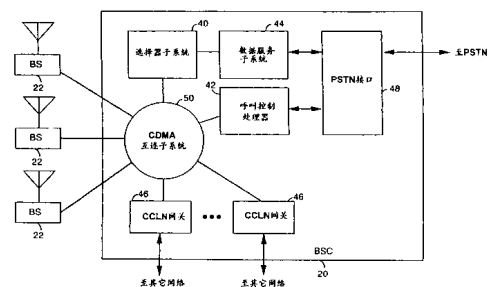 40
44
选择器子系统
数据服务
子系统
至PSTN
BS
22
50
42
PSTN接口
48
呼叫控制
处理器
CDMA
互连子系统
BS
22
46
46
BS
22
CCLN网关
CCLN网关
BSC
20
至其它网络
至其它网络